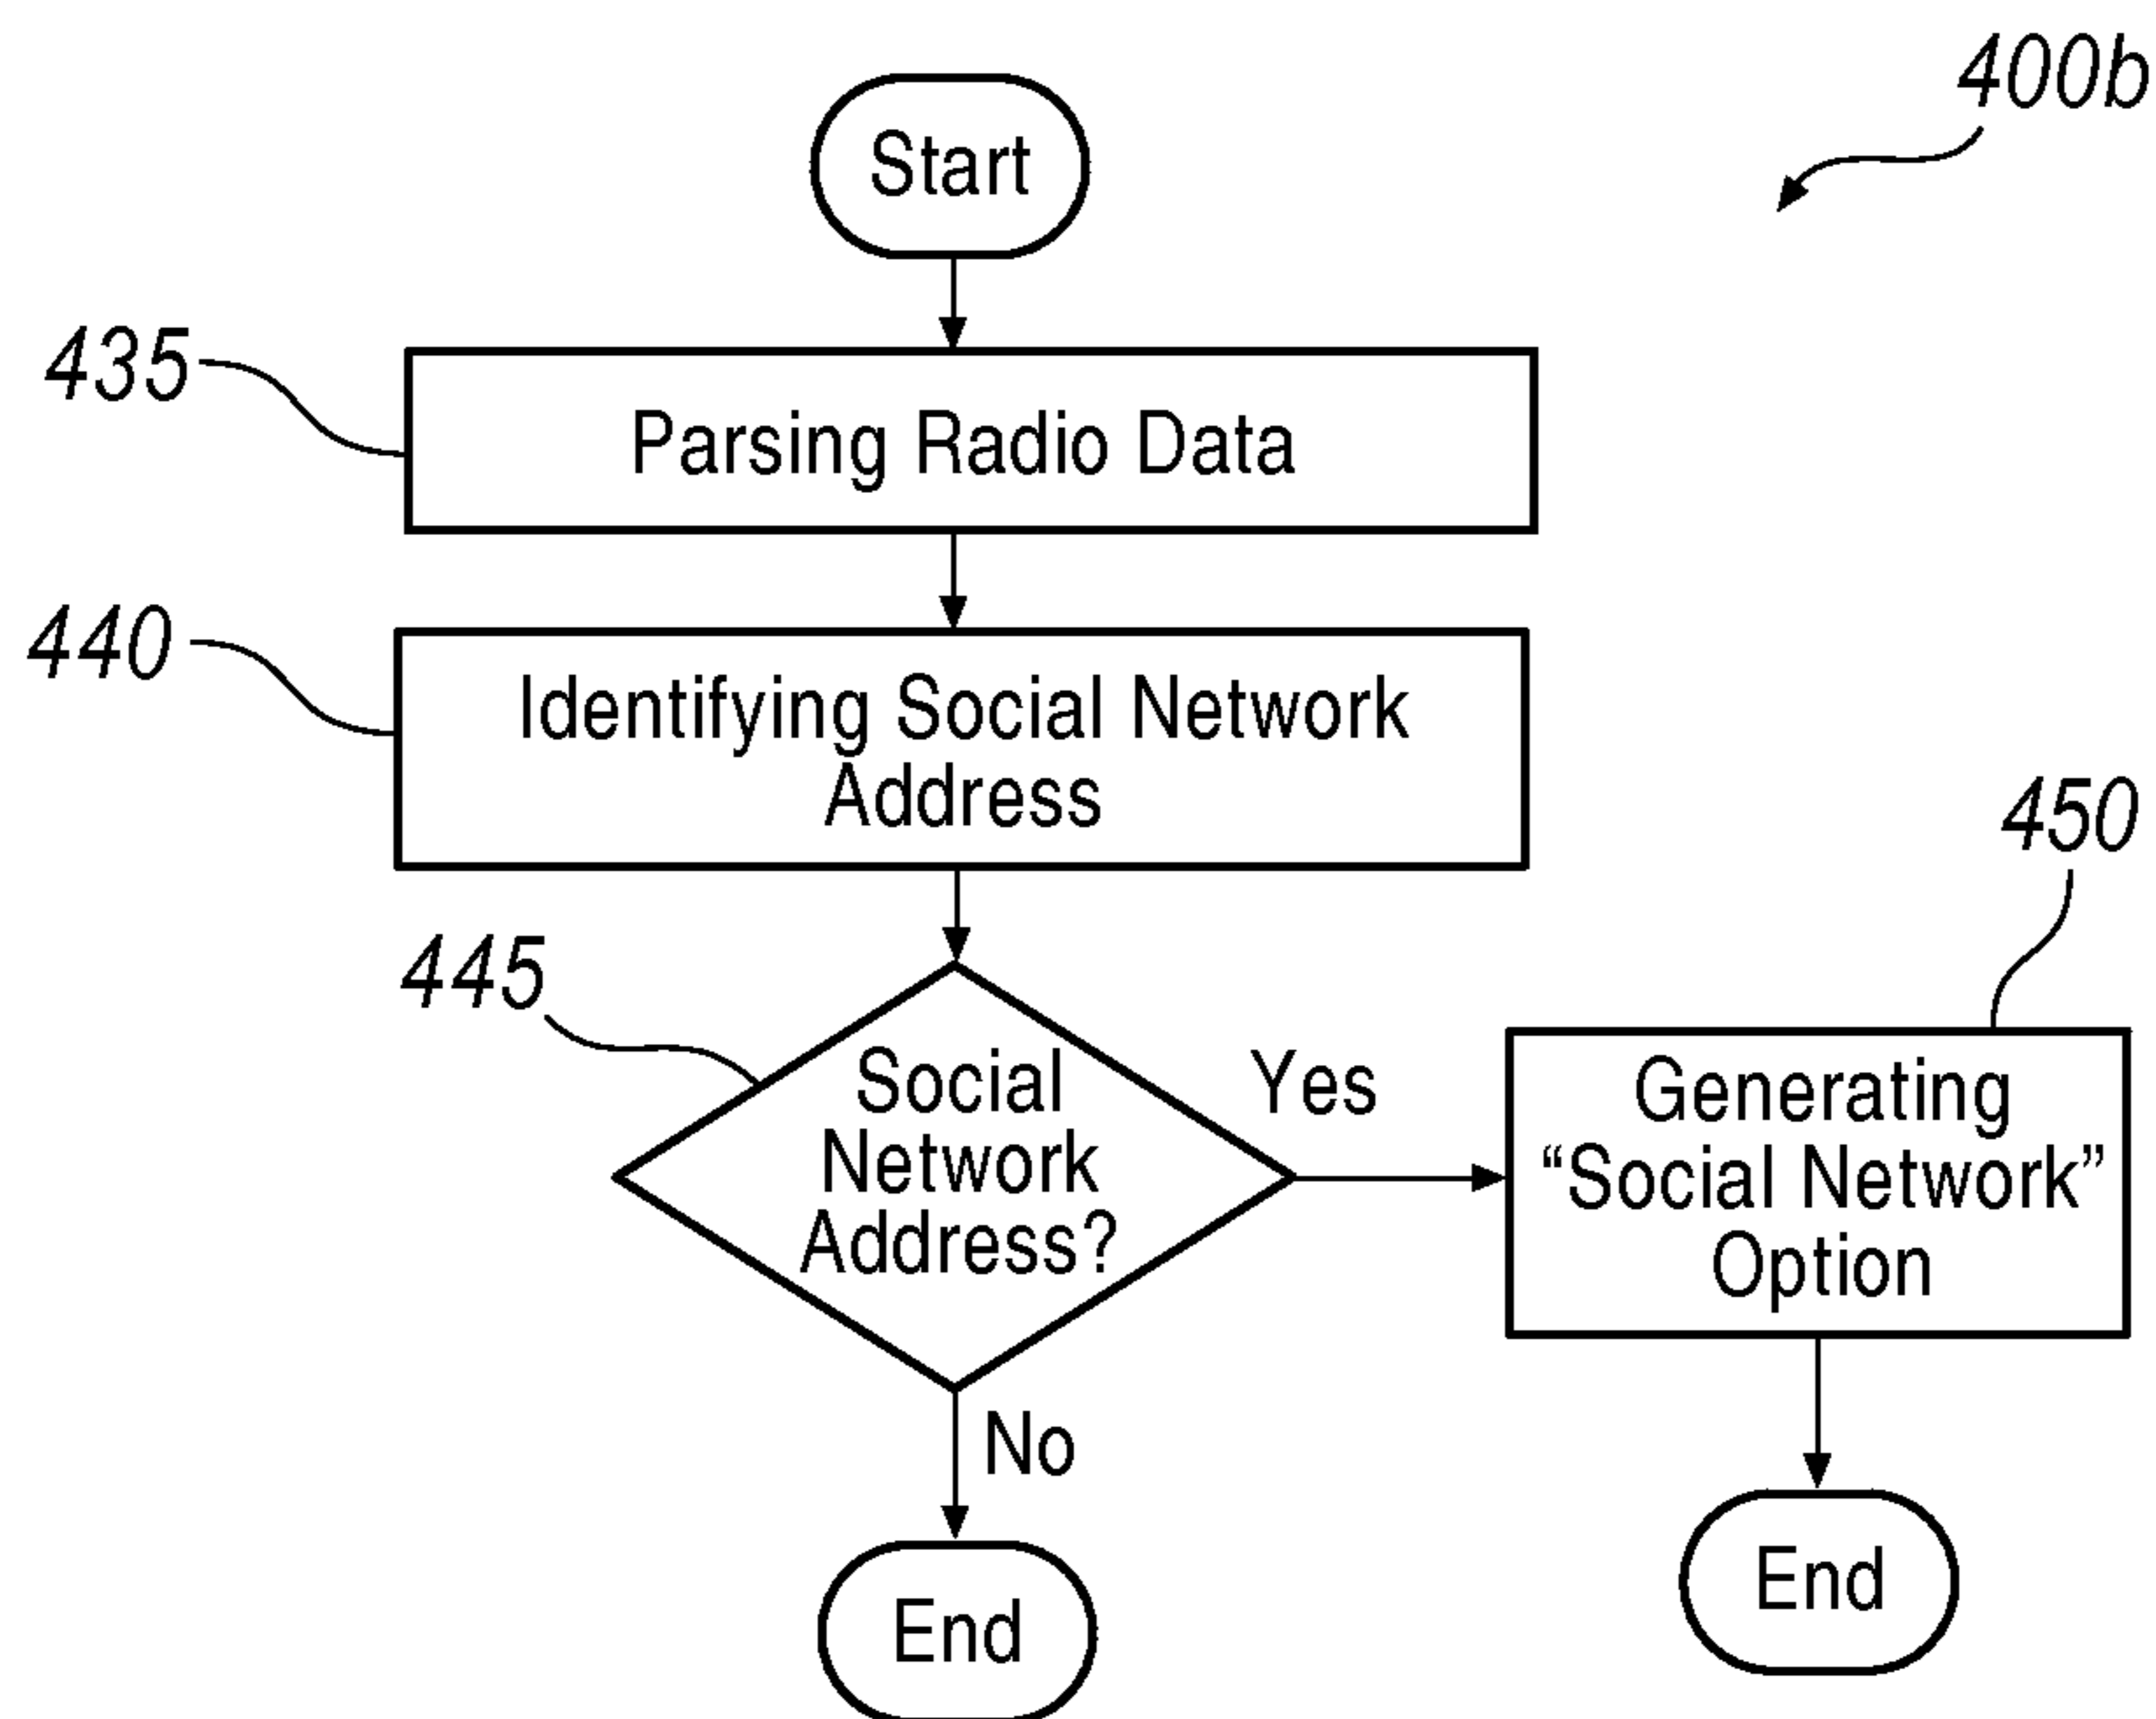 400b
Start
435
Parsing Radio Data
440
Identifying Social Network
Address
450
445
Social
Network
Address?
Yes
Generating
“Social Network”
Option
No
End
End